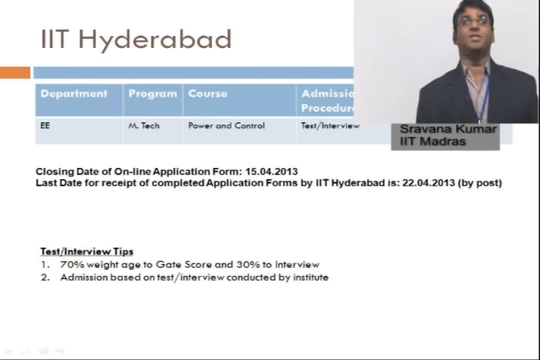 IIT Hyderabad
Department Program Course Admissio
Procedur
EE M. Tech Power and Control Test/Interview
Sravana Kumar
IIT Madras
Closing Date of On-line Application Form: 15.04.2013
Last Date for receipt of completed Application Forms by IIT Hyderabad is: 22.04.2013 (by post)
Test/Interview Tips
1. 70% weight age to Gate Score and 30% to Interview
2. Admission based on test/interview conducted by institute